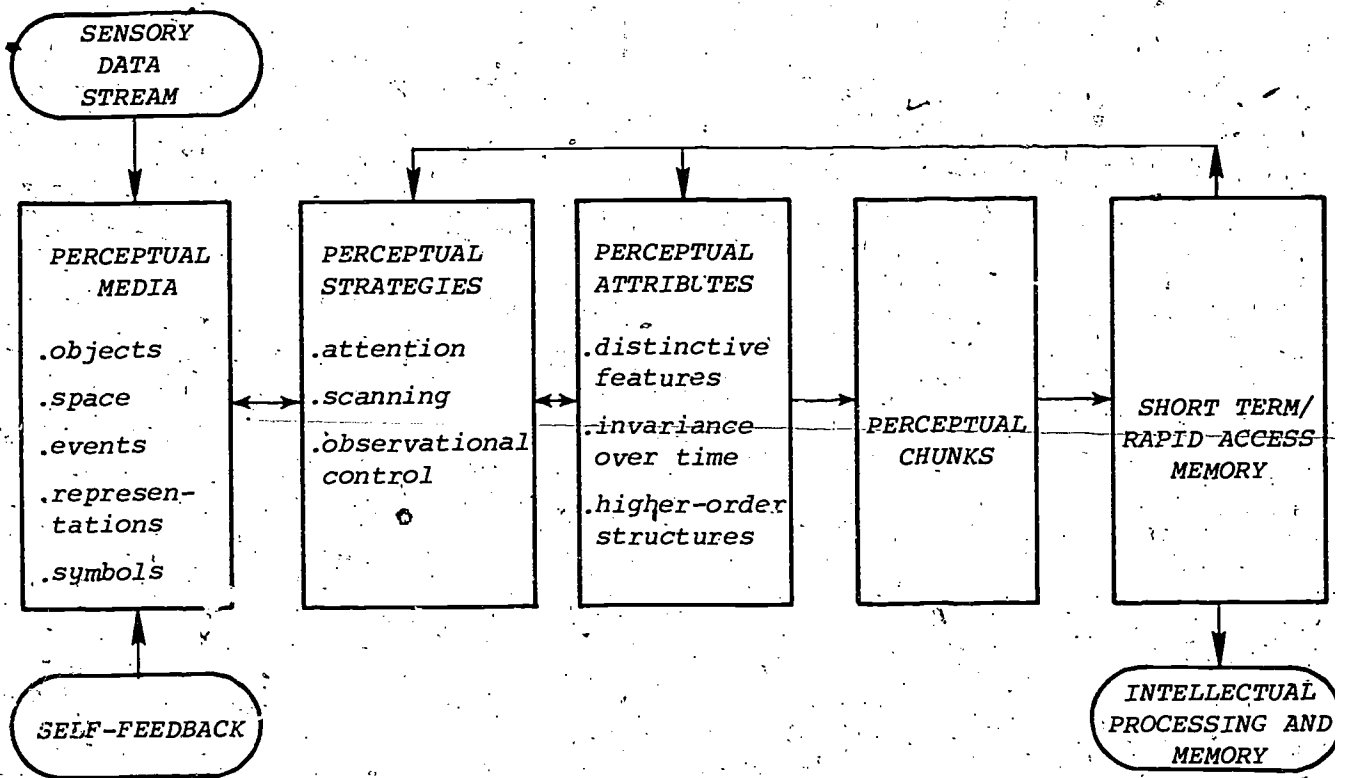 SENSORY
DATA
STREAM
PERCEPTUAL
MEDIA
.objects
.space
.events
.represen-
tations
.symbols
SELF-FEEDBACK
PERCEPTUAL
STRATEGIES
.attention
.scanning
.observational
control
PERCEPTUAL
ATTRIBUTES
.distinctive
features
.invariance
over time
.higher-order
structures
PERCEPTUAL
CHUNKS
SHORT TERM/
RAPID ACCESS
MEMORY
INTELLECTUAL
PROCESSING AND
MEMORY